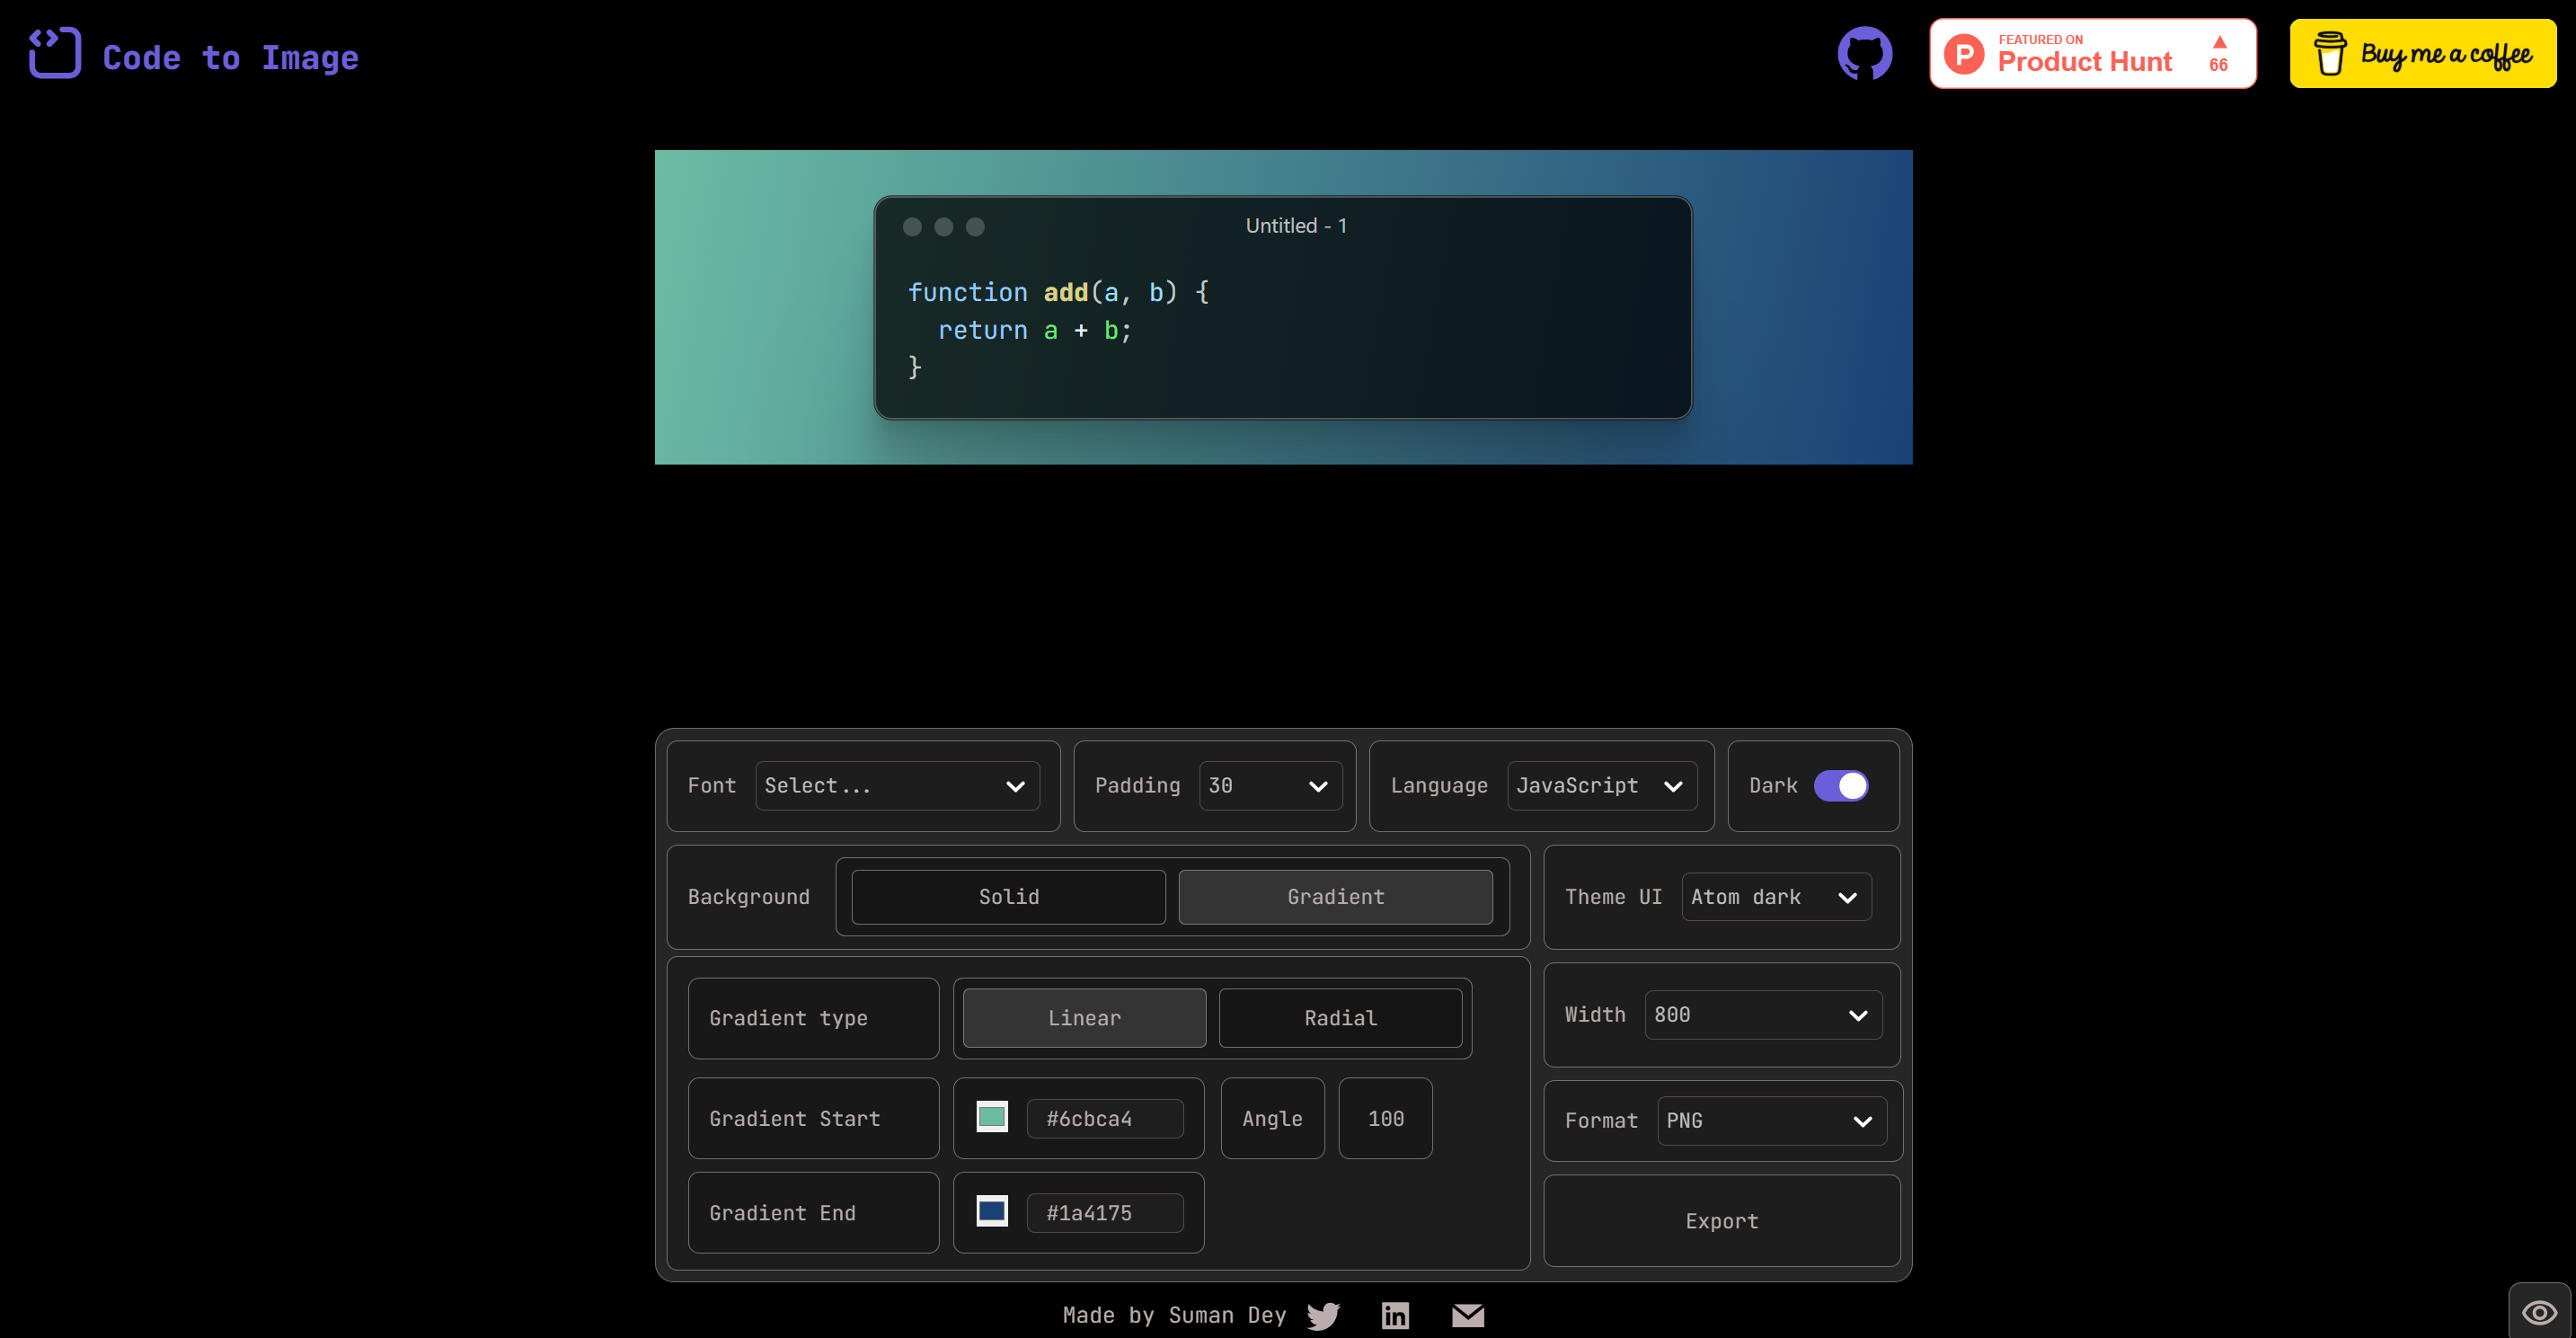 Code to Image
FEATURED ON
Product Hunt
66
Buy me a coffee
Untitled - 1
function add(a, b) {
  return a + b;
}
Font Select... Padding 30 Language JavaScript Dark
Background Solid Gradient Theme UI Atom dark
Gradient type Linear Radial Width 800
Gradient Start #6cbca4 Angle 100 Format PNG
Gradient End #1a4175 Export
Made by Suman Dey